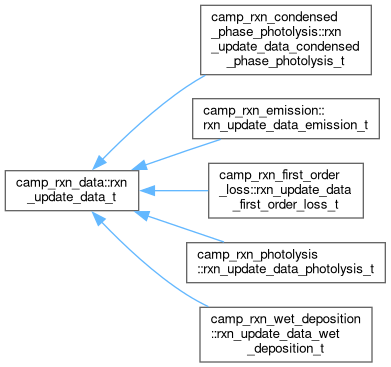 camp_rxn_condensed
_phase_photolysis::rxn
_update_data_condensed
_phase_photolysis_t
camp_rxn_emission::
rxn_update_data_emission_t
camp_rxn_data::rxn
_update_data_t
camp_rxn_first_order
_loss::rxn_update_data
_first_order_loss_t
camp_rxn_photolysis
::rxn_update_data_photolysis_t
camp_rxn_wet_deposition
::rxn_update_data_wet
_deposition_t